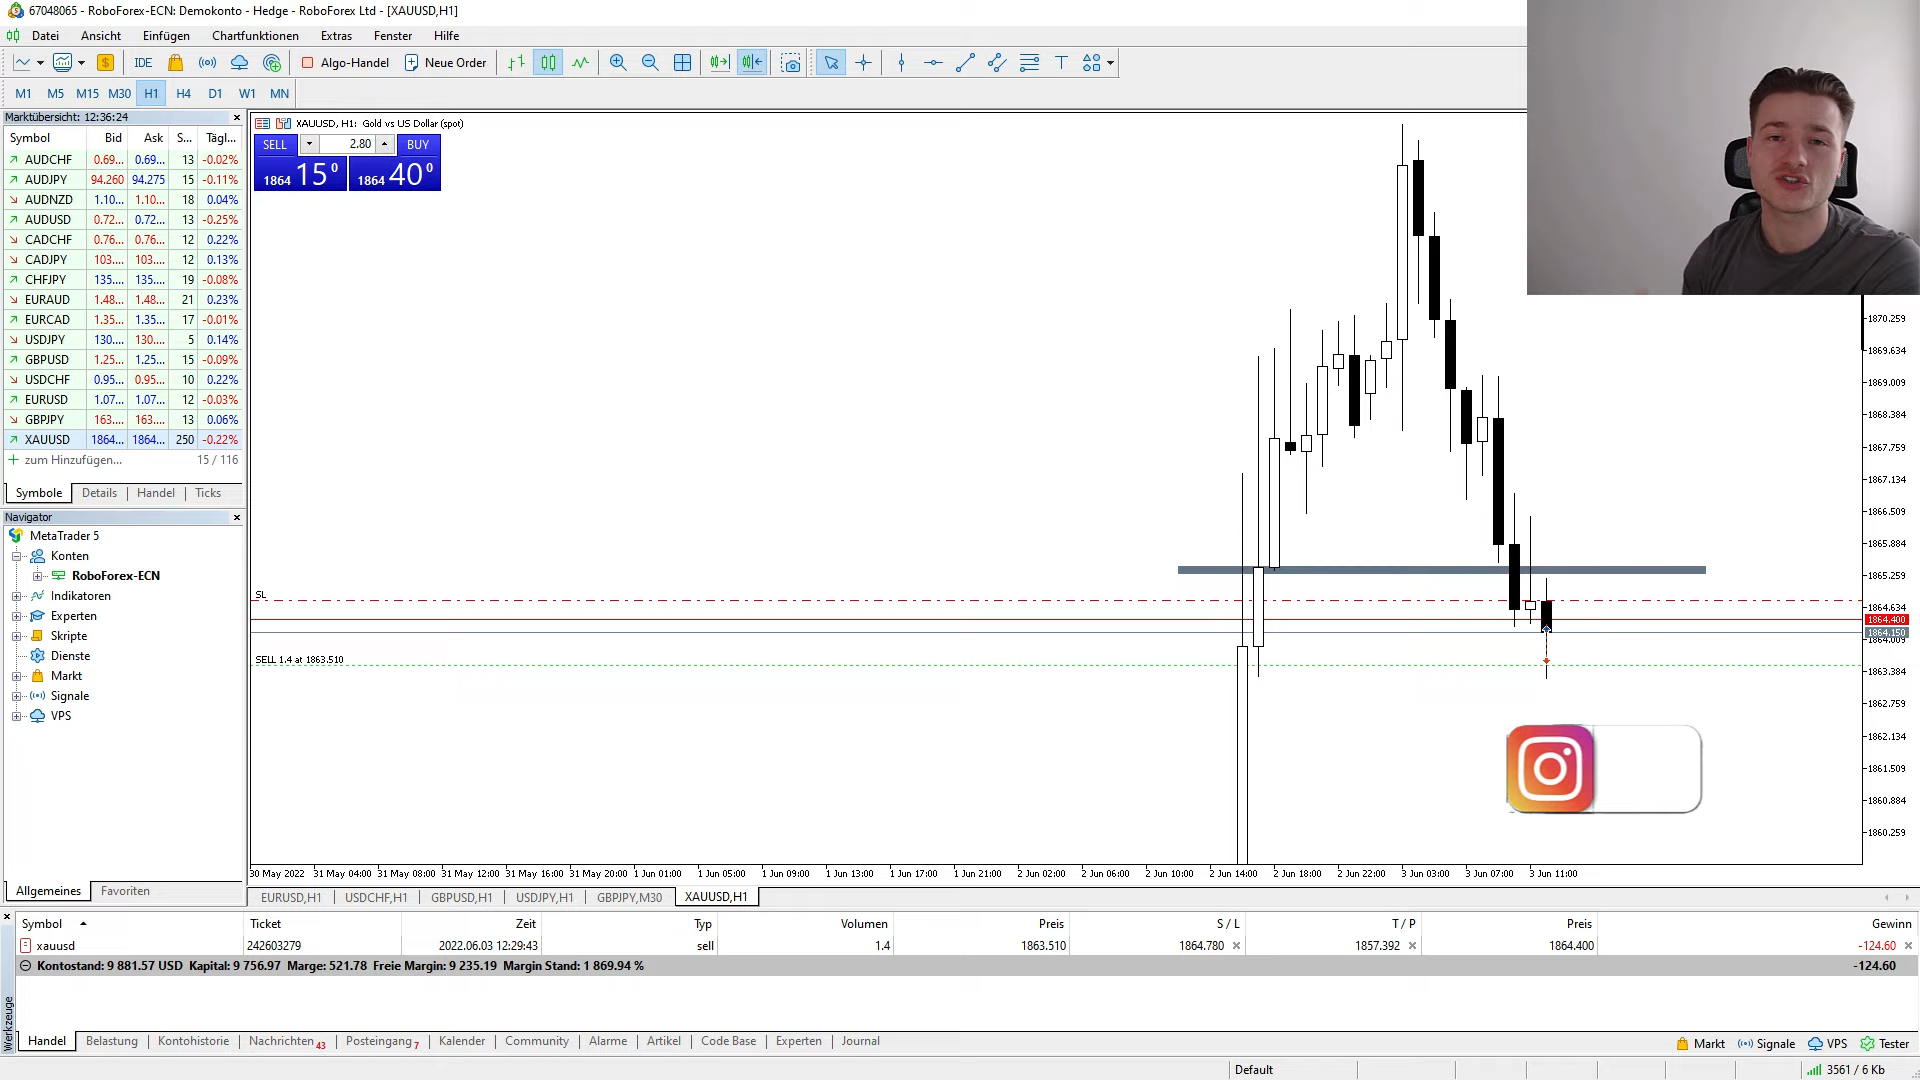 67048065 - RoboForex-ECN: Demokonto - Hedge - RoboForex Ltd - [XAUUSD,H1]
Datei Ansicht Einfügen Chartfunktionen Extras Fenster Hilfe
IDE Algo-Handel Neue Order
M1 M5 M15 M30 H1 H4 D1 W1 MN
Marktübersicht: 12:36:24
Symbol Bid Ask S... Tägl...
AUDCHF 0.69... 0.69... 13 -0.02%
AUDJPY 94.260 94.275 15 -0.11%
AUDNZD 1.10... 1.10... 18 0.04%
AUDUSD 0.72... 0.72... 13 -0.25%
CADCHF 0.76... 0.76... 12 0.22%
CADJPY 103.... 103.... 12 0.13%
CHFJPY 135.... 135.... 19 -0.08%
EURAUD 1.48... 1.48... 21 0.23%
EURCAD 1.35... 1.35... 17 -0.01%
USDJPY 130.... 130.... 5 0.14%
GBPUSD 1.25... 1.25... 15 -0.09%
USDCHF 0.95... 0.95... 10 0.22%
EURUSD 1.07... 1.07... 12 -0.03%
GBPJPY 163.... 163.... 13 0.06%
XAUUSD 1864... 1864... 250 -0.22%
zum Hinzufügen... 15 / 116
Symbole Details Handel Ticks
Navigator
MetaTrader 5
Konten
RoboForex-ECN
Indikatoren
Experten
Skripte
Dienste
Markt
Signale
VPS
Allgemeines Favoriten
XAUUSD, H1: Gold vs US Dollar (spot)
SELL 2.80 BUY
1864 15 0 1864 40 0
SL
SELL 1.4 at 1863.510
1870.259
1869.634
1869.009
1868.384
1867.759
1867.134
1866.509
1865.884
1865.259
1864.634
1864.400
1864.150
1864.009
1863.384
1862.759
1862.134
1861.509
1860.884
1860.259
30 May 2022 31 May 04:00 31 May 08:00 31 May 12:00 31 May 16:00 31 May 20:00 1 Jun 01:00 1 Jun 05:00 1 Jun 09:00 1 Jun 13:00 1 Jun 17:00 1 Jun 21:00 2 Jun 02:00 2 Jun 06:00 2 Jun 10:00 2 Jun 14:00 2 Jun 18:00 2 Jun 22:00 3 Jun 03:00 3 Jun 07:00 3 Jun 11:00
EURUSD,H1 USDCHF,H1 GBPUSD,H1 USDJPY,H1 GBPJPY,M30 XAUUSD,H1
Symbol Ticket Zeit Typ Volumen Preis S / L T / P Preis Gewinn
xauusd 242603279 2022.06.03 12:29:43 sell 1.4 1863.510 1864.780 1857.392 1864.400 -124.60
Kontostand: 9 881.57 USD Kapital: 9 756.97 Marge: 521.78 Freie Margin: 9 235.19 Margin Stand: 1 869.94 % -124.60
Werkzeuge
Handel Belastung Kontohistorie Nachrichten 43 Posteingang 7 Kalender Community Alarme Artikel Code Base Experten Journal
Markt Signale VPS Tester
Default 3561 / 6 Kb